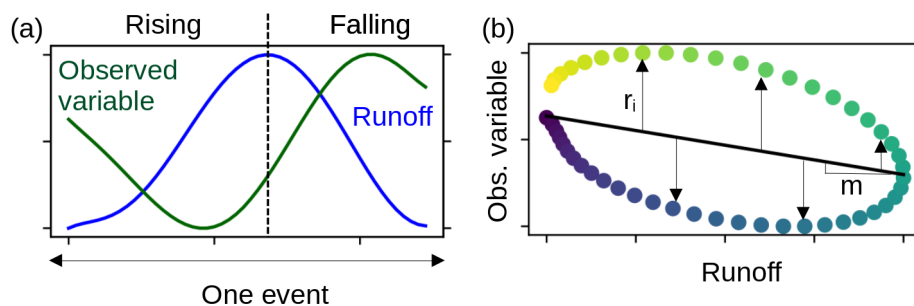 (a)
Rising
Falling
Observed
variable
Runoff
One event
(b)
Obs. variable
rᵢ
m
Runoff